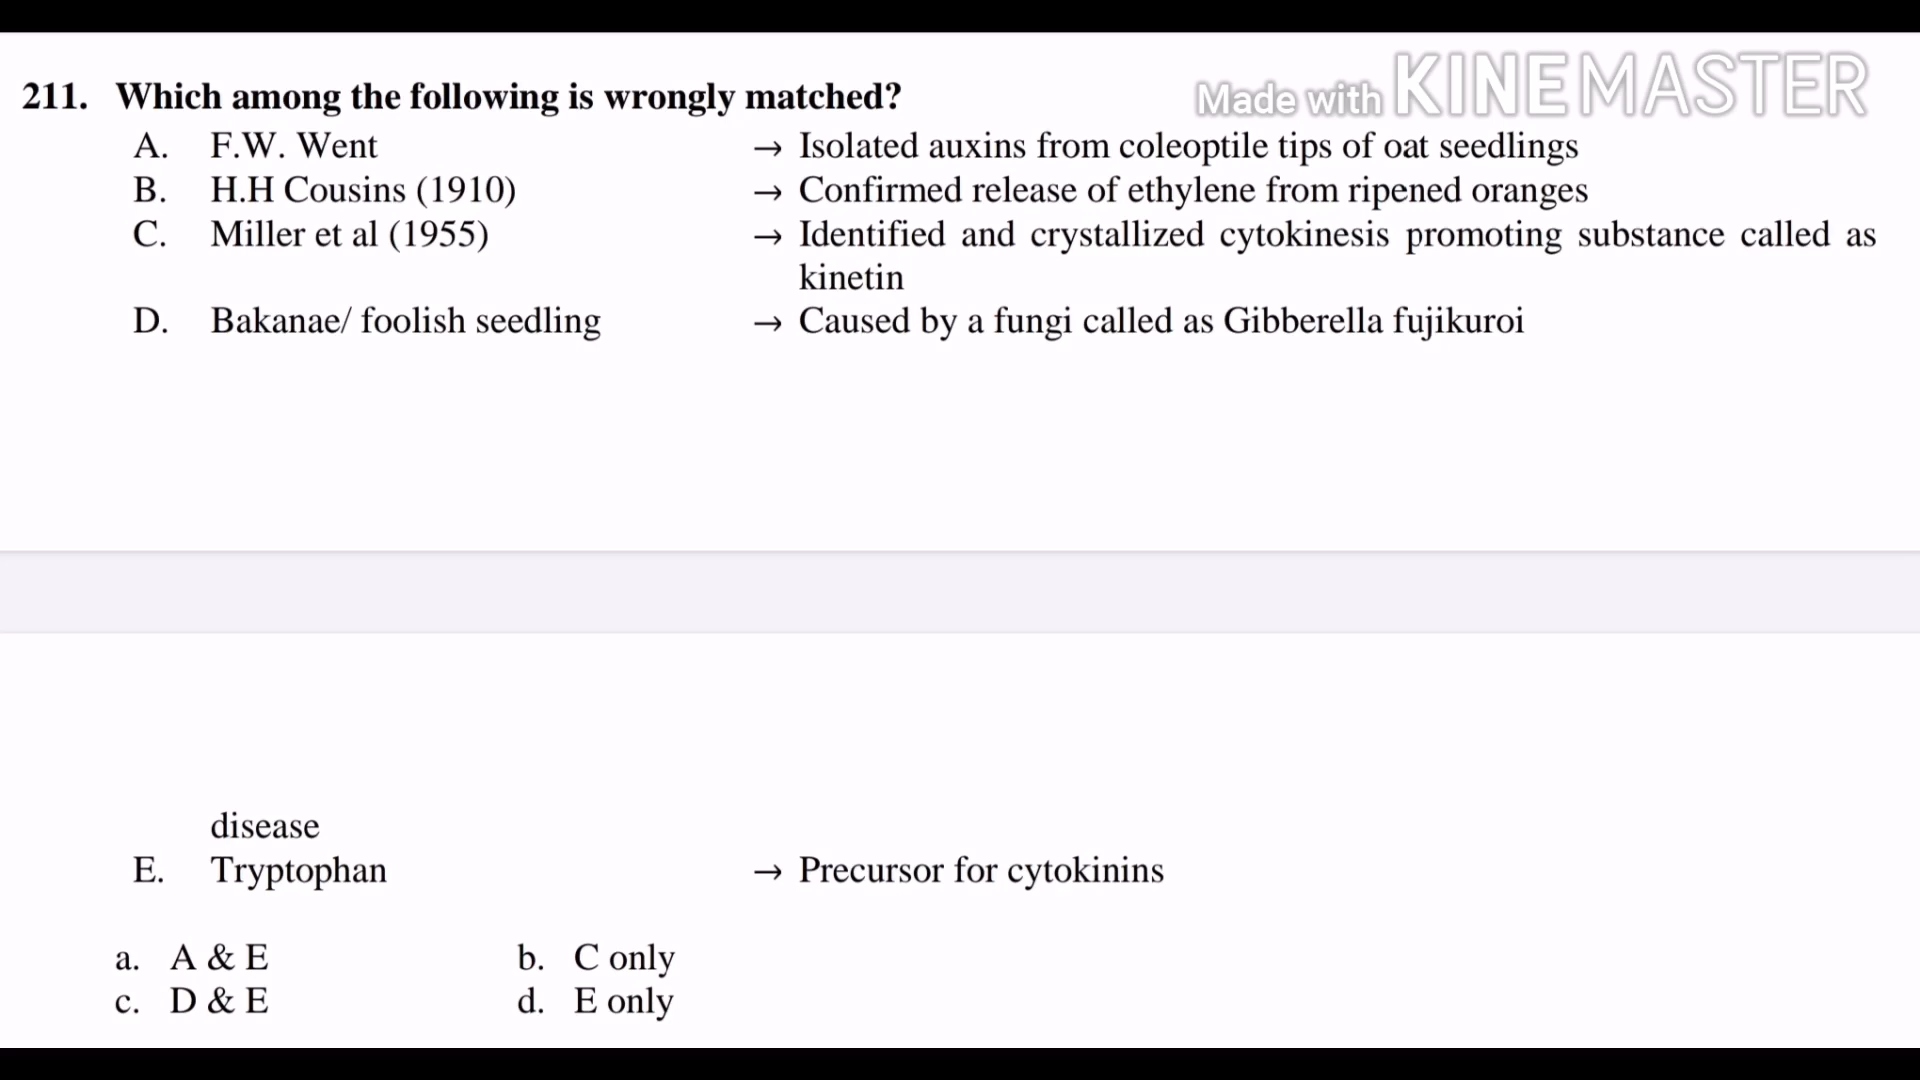 Made with KINEMASTER
211. Which among the following is wrongly matched?
A. F.W. Went → Isolated auxins from coleoptile tips of oat seedlings
B. H.H Cousins (1910) → Confirmed release of ethylene from ripened oranges
C. Miller et al (1955) → Identified and crystallized cytokinesis promoting substance called as
kinetin
D. Bakanae/ foolish seedling → Caused by a fungi called as Gibberella fujikuroi
disease
E. Tryptophan → Precursor for cytokinins
a. A & E b. C only
c. D & E d. E only